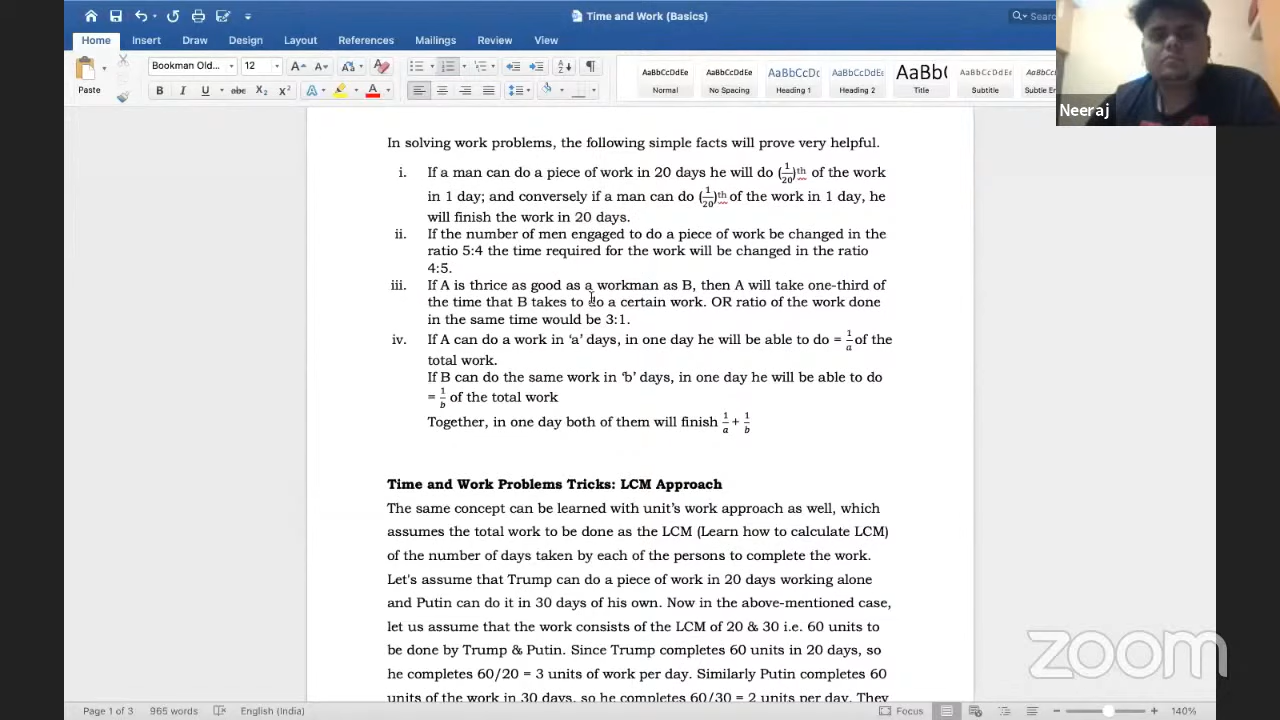 Time and Work (Basics)
Home Insert Draw Design Layout References Mailings Review View
Paste
Bookman Old... 12
AaBbCcDdEe AaBbCcDdEe AaBbCcDc AaBbCcDdEe AaBb( AaBbCcDdEe
Normal No Spacing Heading 1 Heading 2 Title Subtitle
Neeraj
In solving work problems, the following simple facts will prove very helpful.
i. If a man can do a piece of work in 20 days he will do (1/20)th of the work
in 1 day; and conversely if a man can do (1/20)th of the work in 1 day, he
will finish the work in 20 days.
ii. If the number of men engaged to do a piece of work be changed in the
ratio 5:4 the time required for the work will be changed in the ratio
4:5.
iii. If A is thrice as good as a workman as B, then A will take one-third of
the time that B takes to do a certain work. OR ratio of the work done
in the same time would be 3:1.
iv. If A can do a work in ‘a’ days, in one day he will be able to do = 1/a of the
total work.
If B can do the same work in ‘b’ days, in one day he will be able to do
= 1/b of the total work
Together, in one day both of them will finish 1/a + 1/b
Time and Work Problems Tricks: LCM Approach
The same concept can be learned with unit’s work approach as well, which
assumes the total work to be done as the LCM (Learn how to calculate LCM)
of the number of days taken by each of the persons to complete the work.
Let's assume that Trump can do a piece of work in 20 days working alone
and Putin can do it in 30 days of his own. Now in the above-mentioned case,
let us assume that the work consists of the LCM of 20 & 30 i.e. 60 units to
be done by Trump & Putin. Since Trump completes 60 units in 20 days, so
he completes 60/20 = 3 units of work per day. Similarly Putin completes 60
units of the work in 30 days, so he completes 60/30 = 2 units per day. They
zoom
Page 1 of 3 965 words English (India) Focus 140%